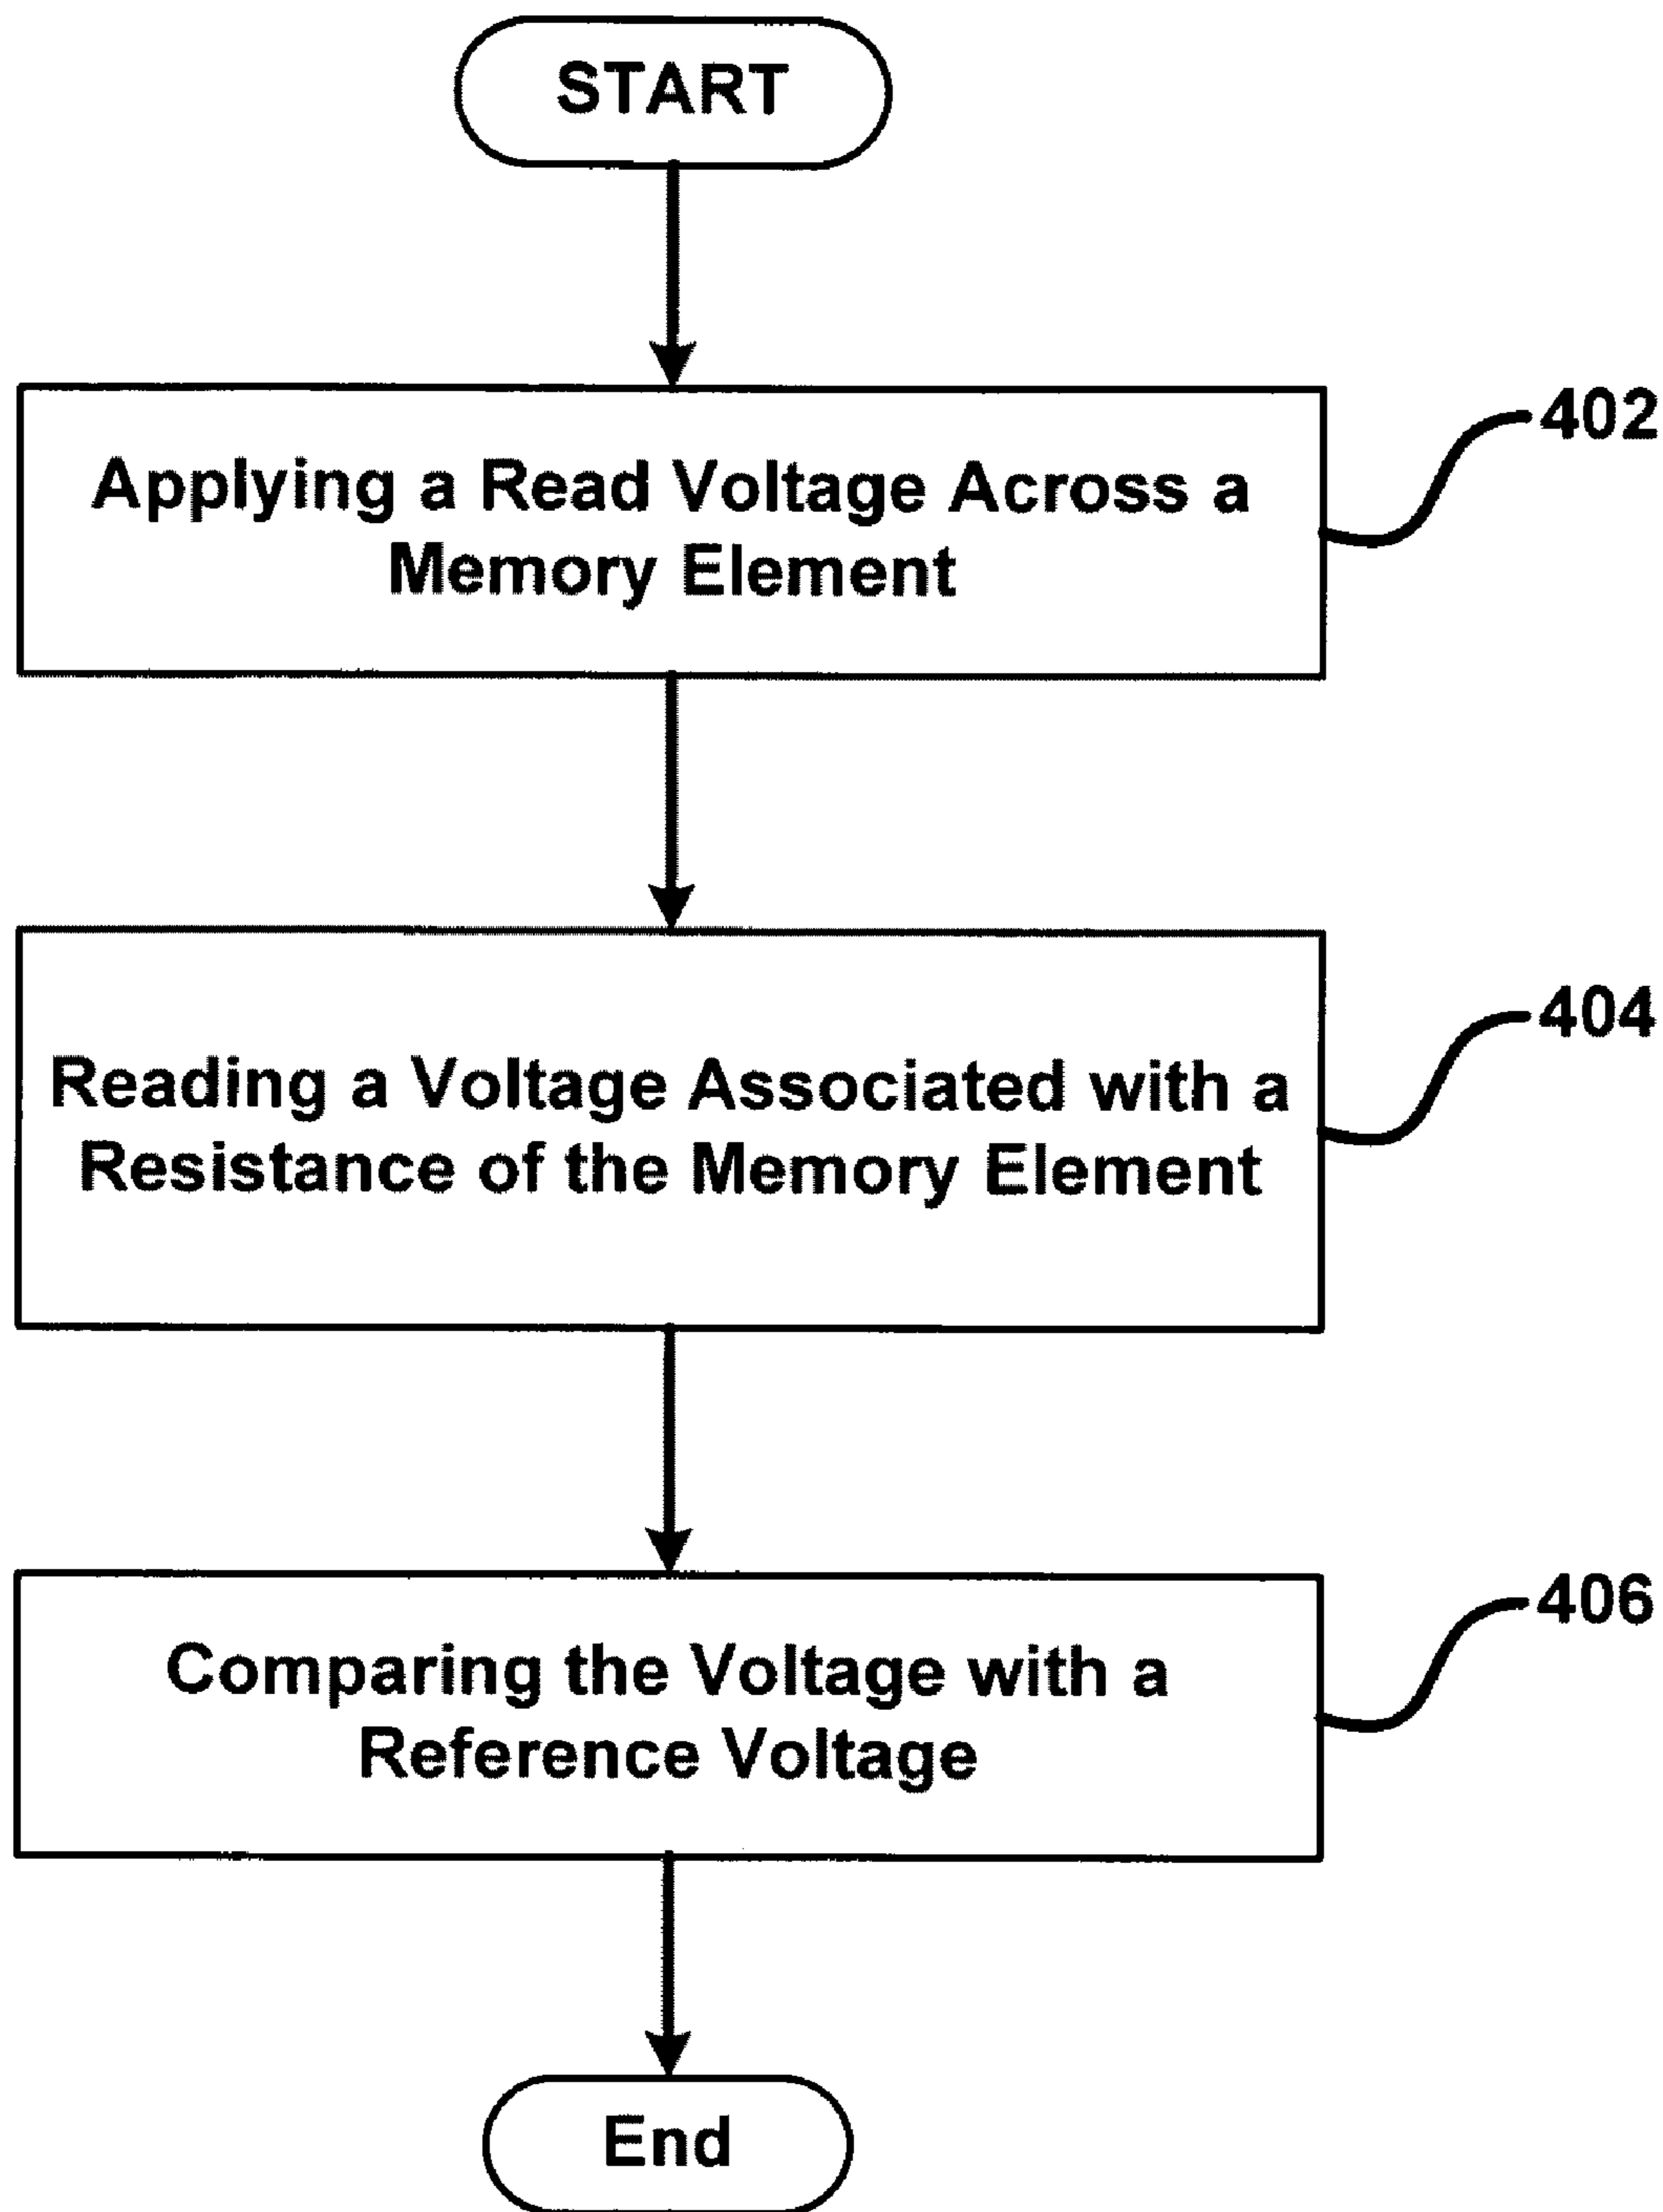 START
Applying a Read Voltage Across a
Memory Element
402
Reading a Voltage Associated with a
Resistance of the Memory Element
404
Comparing the Voltage with a
Reference Voltage
406
End